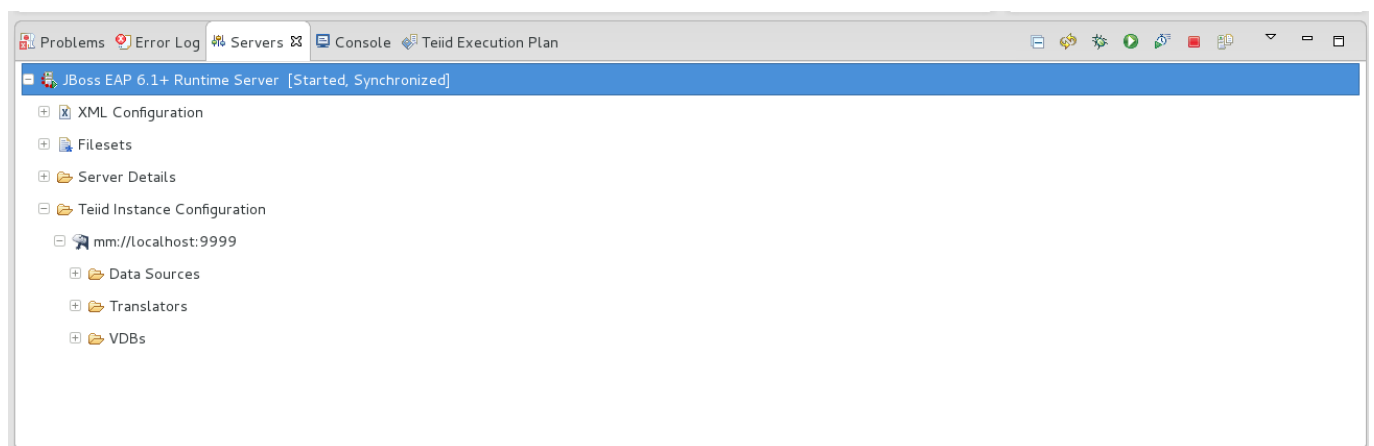 Problems Error Log Servers Console Teiid Execution Plan
JBoss EAP 6.1+ Runtime Server [Started, Synchronized]
XML Configuration
Filesets
Server Details
Teiid Instance Configuration
mm://localhost:9999
Data Sources
Translators
VDBs